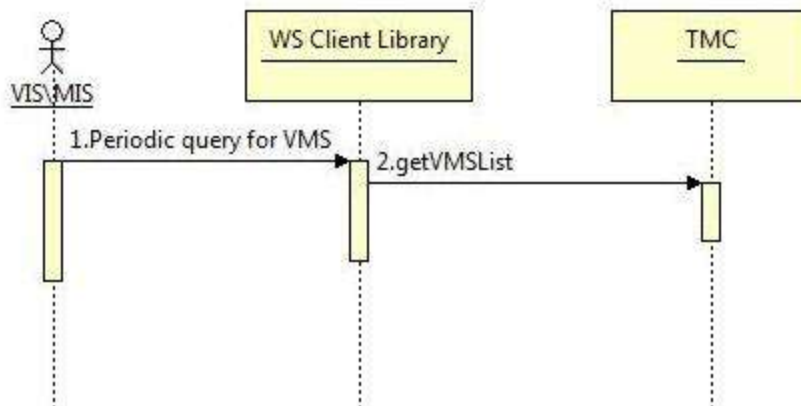 WS Client Library
TMC
VIS\MIS
1.Periodic query for VMS
2.getVMSList